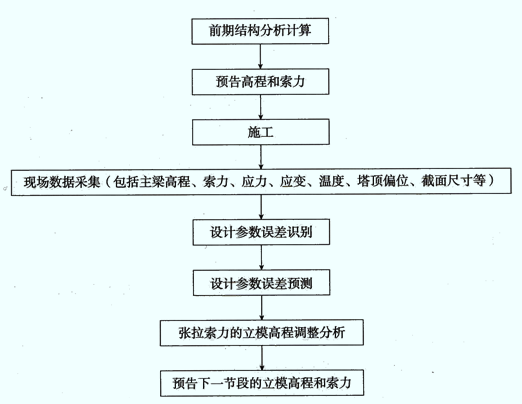 前期结构分析计算
预告高程和索力
施工
现场数据采集（包括主梁高程、索力、应力、应变、温度、塔顶偏位、截面尺寸等）
设计参数误差识别
设计参数误差预测
张拉索力的立模高程调整分析
预告下一节段的立模高程和索力